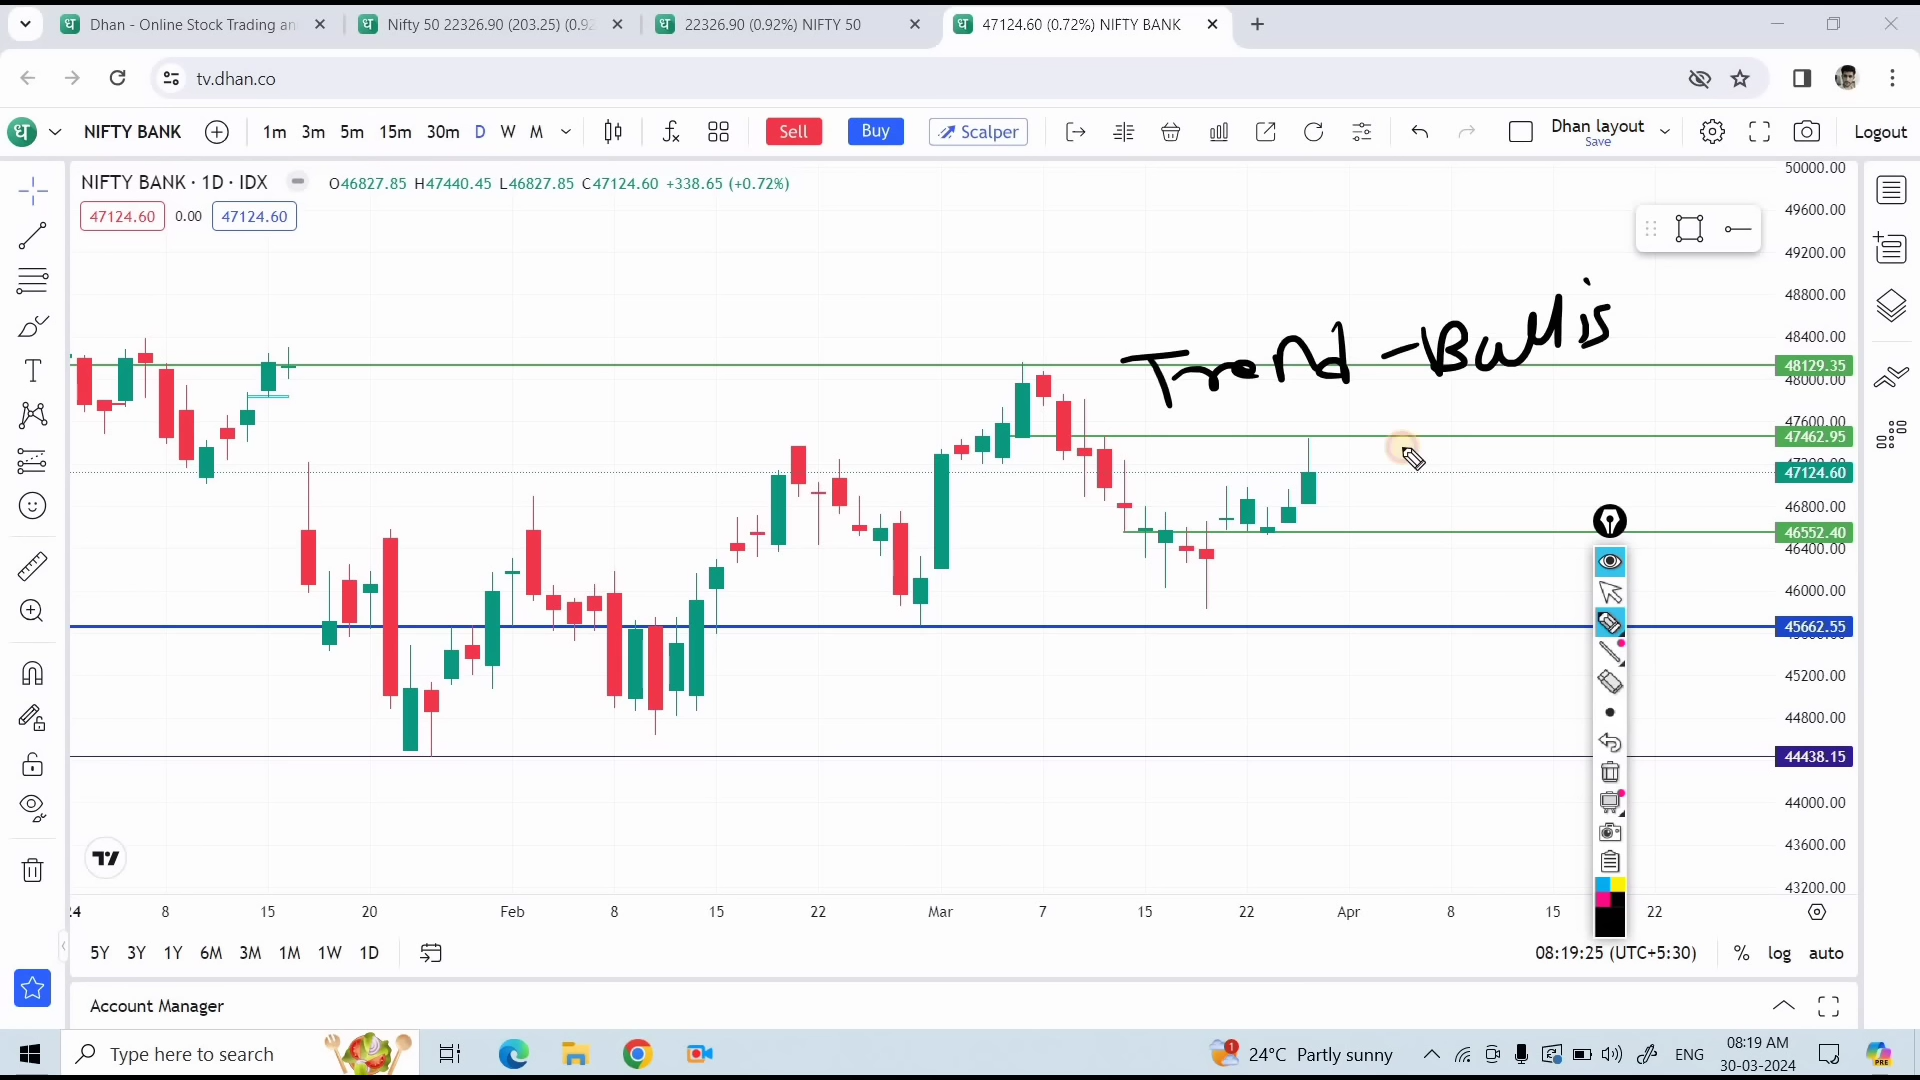 Dhan - Online Stock Trading an
Nifty 50 22326.90 (203.25) (0.92
22326.90 (0.92%) NIFTY 50
47124.60 (0.72%) NIFTY BANK
tv.dhan.co
NIFTY BANK 1m 3m 5m 15m 30m D W M Sell Buy Scalper Dhan layout Save Logout
NIFTY BANK · 1D · IDX O46827.85 H47440.45 L46827.85 C47124.60 +338.65 (+0.72%)
47124.60 0.00 47124.60
Trend - Bullis
50000.00
49600.00
49200.00
48800.00
48400.00
48129.35
48000.00
47600.00
47462.95
47124.60
46800.00
46552.40
46400.00
46000.00
45662.55
45200.00
44800.00
44438.15
44000.00
43600.00
43200.00
24 8 15 20 Feb 8 15 22 Mar 7 15 22 Apr 8 15 22
5Y 3Y 1Y 6M 3M 1M 1W 1D 08:19:25 (UTC+5:30) % log auto
Account Manager
Type here to search 1 24°C Partly sunny ENG 08:19 AM PRE
30-03-2024